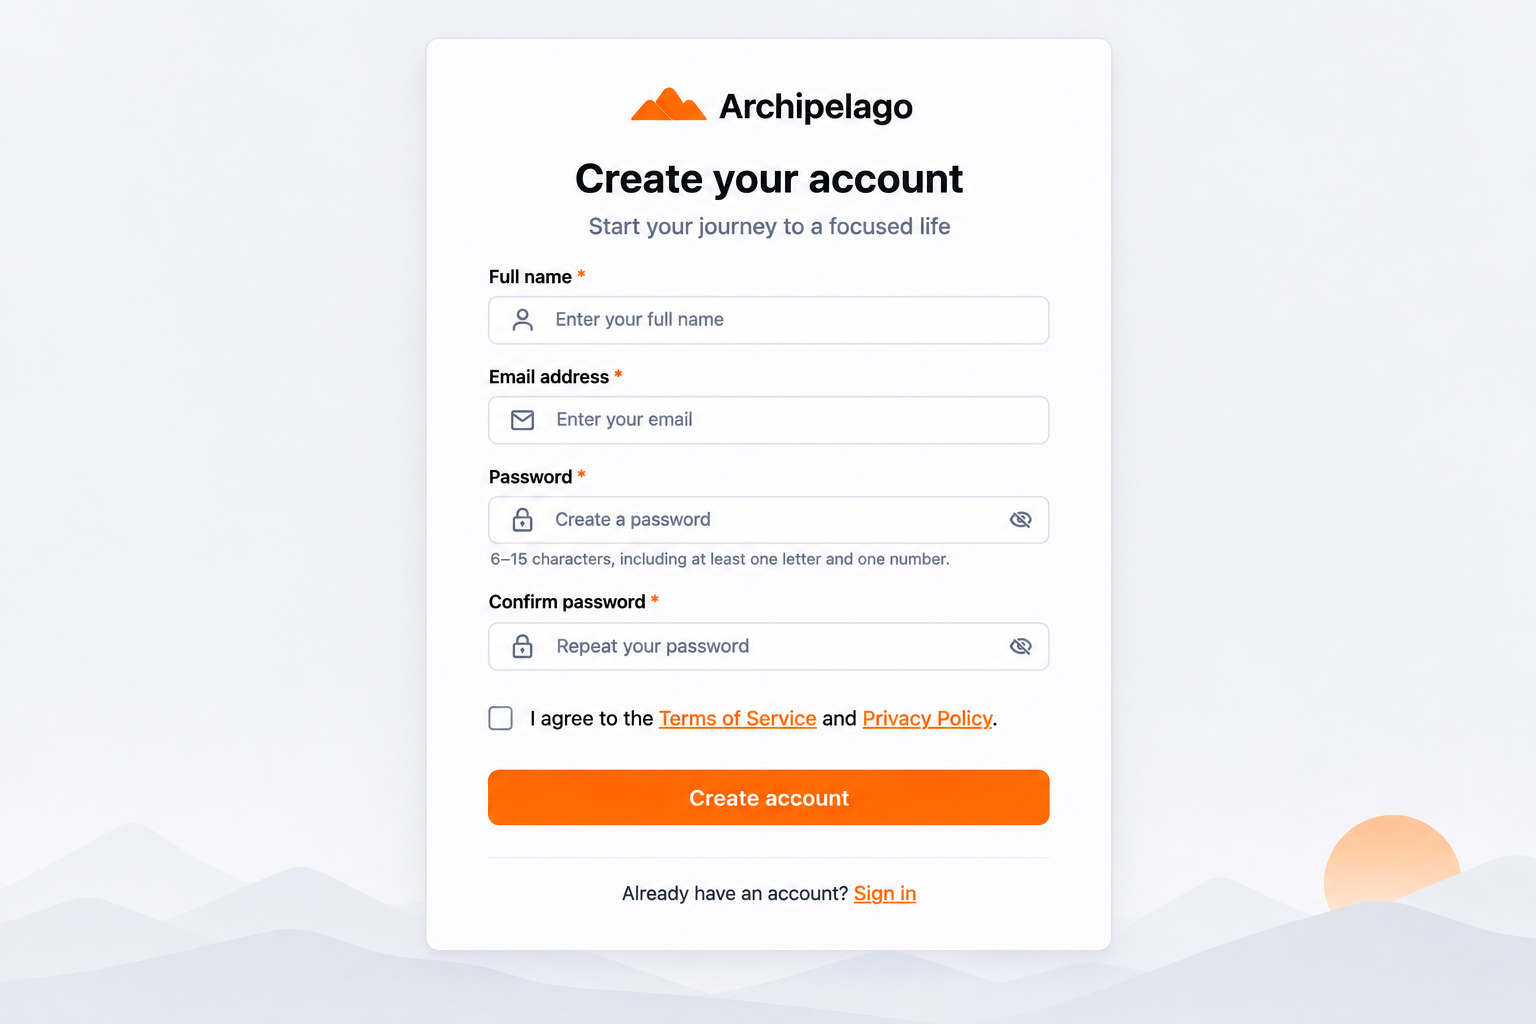 Archipelago
Create your account
Start your journey to a focused life
Full name *
Enter your full name
Email address *
Enter your email
Password *
Create a password
6–15 characters, including at least one letter and one number.
Confirm password *
Repeat your password
I agree to the Terms of Service and Privacy Policy.
Create account
Already have an account? Sign in